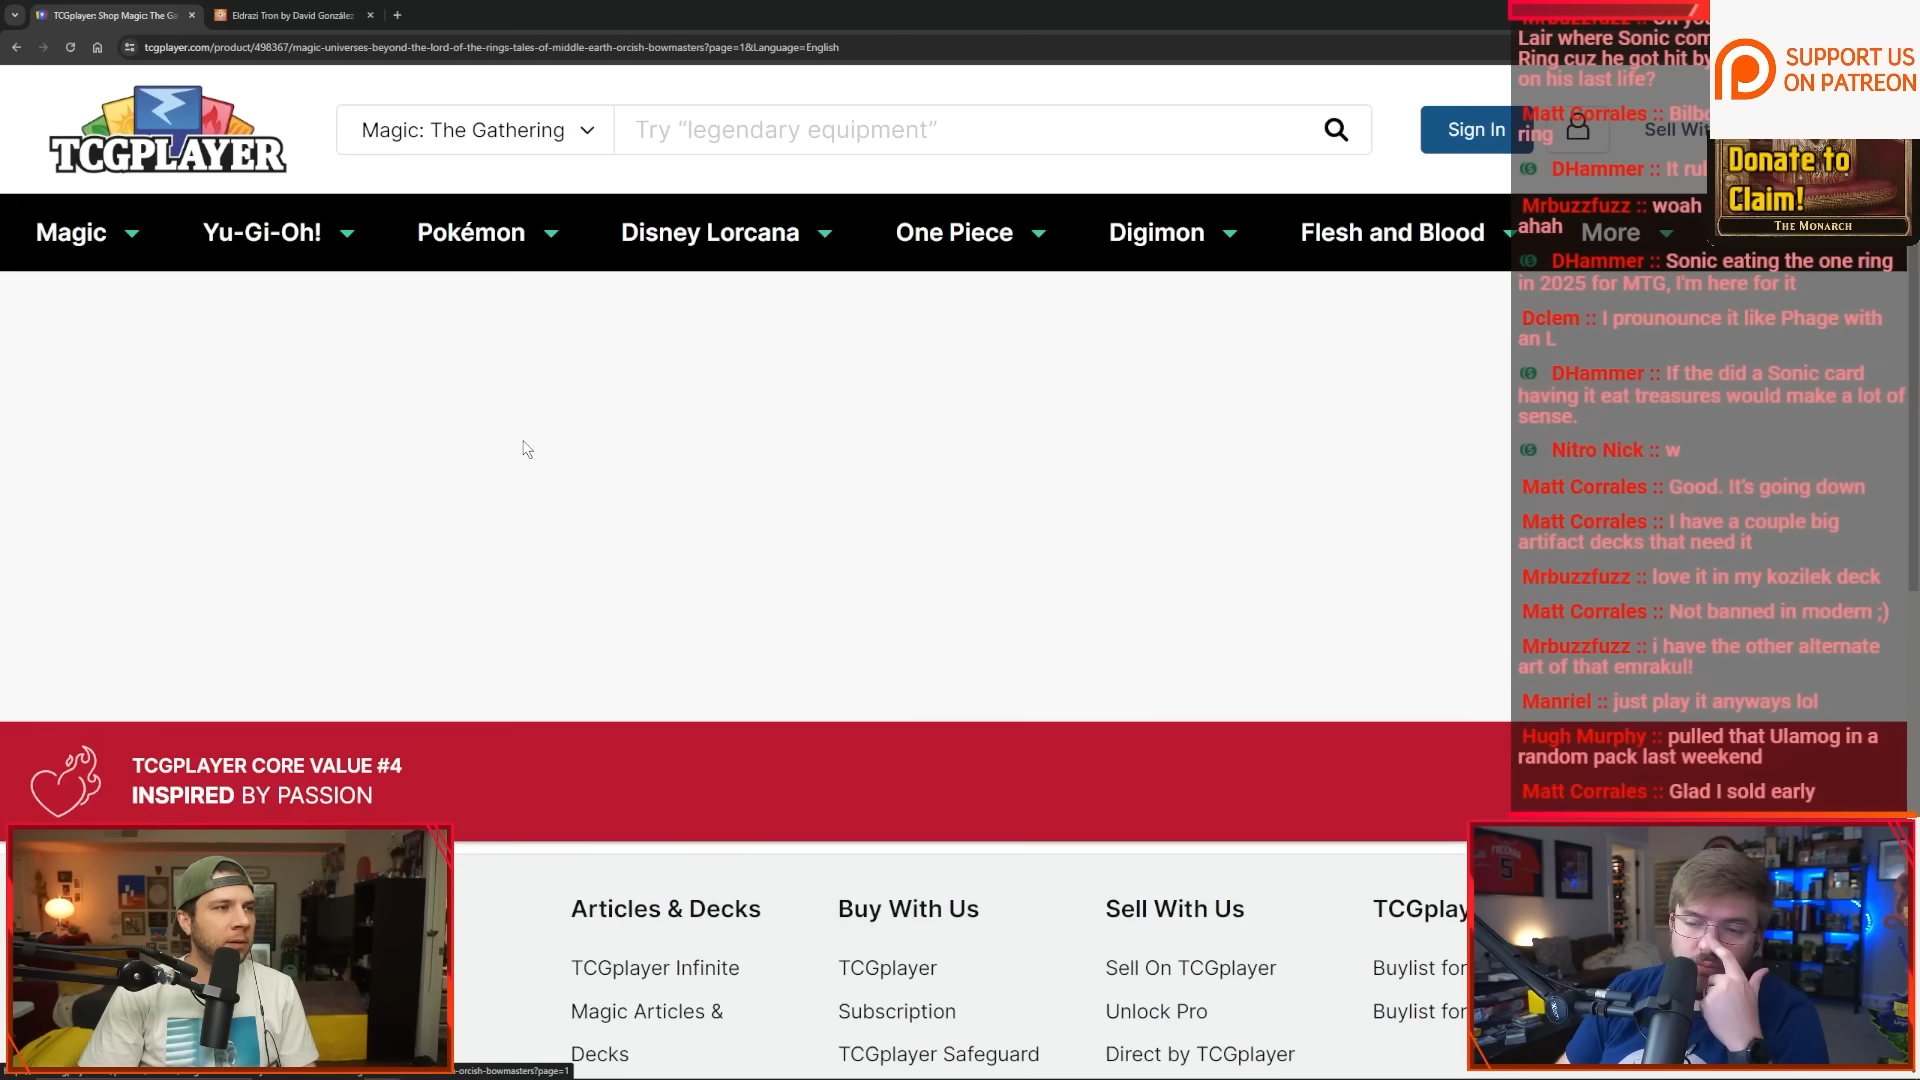 TCGplayer: Shop Magic: The Ga
Eldrazi Tron by David González
tcgplayer.com/product/498367/magic-universes-beyond-the-lord-of-the-rings-tales-of-middle-earth-orcish-bowmasters?page=1&Language=English
TCGPLAYER
Magic: The Gathering
Try “legendary equipment”
Sign In
Sell Wit
Magic
Yu-Gi-Oh!
Pokémon
Disney Lorcana
One Piece
Digimon
Flesh and Blood
More
TCGPLAYER CORE VALUE #4
INSPIRED BY PASSION
Articles & Decks
TCGplayer Infinite
Magic Articles &
Decks
Buy With Us
TCGplayer
Subscription
TCGplayer Safeguard
Sell With Us
Sell On TCGplayer
Unlock Pro
Direct by TCGplayer
TCGplay
Buylist for
Buylist for
-orcish-bowmasters?page=1
Lair where Sonic com
Ring cuz he got hit by
on his last life?
Matt Corrales :: Bilbo
ring
DHammer :: It rul
Mrbuzzfuzz :: woah
ahah
DHammer :: Sonic eating the one ring
in 2025 for MTG, I'm here for it
Dclem :: I prounounce it like Phage with
an L
DHammer :: If the did a Sonic card
having it eat treasures would make a lot of
sense.
Nitro Nick :: w
Matt Corrales :: Good. It's going down
Matt Corrales :: I have a couple big
artifact decks that need it
Mrbuzzfuzz :: love it in my kozilek deck
Matt Corrales :: Not banned in modern ;)
Mrbuzzfuzz :: i have the other alternate
art of that emrakul!
Manriel :: just play it anyways lol
Hugh Murphy :: pulled that Ulamog in a
random pack last weekend
Matt Corrales :: Glad I sold early
SUPPORT US
ON PATREON
Donate to
Claim!
THE MONARCH
FREEMAN
5